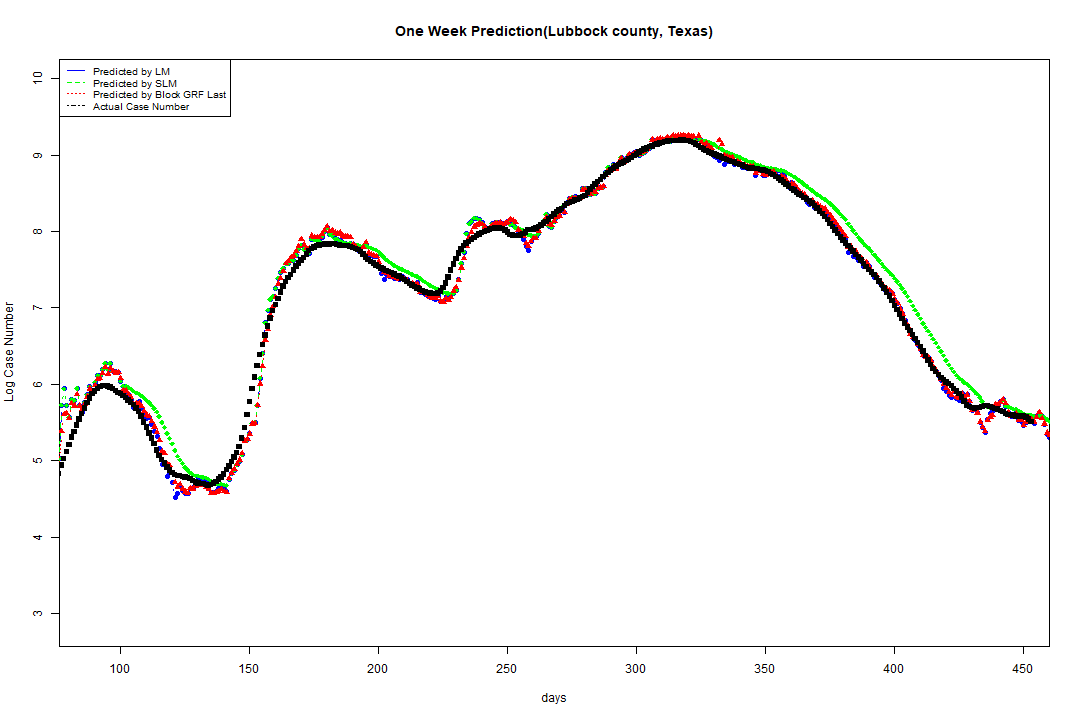 One Week Prediction(Lubbock county, Texas)
Predicted by LM
Predicted by SLM
Predicted by Block GRF Last
Actual Case Number
10
9
8
7
6
5
4
3
Log Case Number
100 150 200 250 300 350 400 450
days